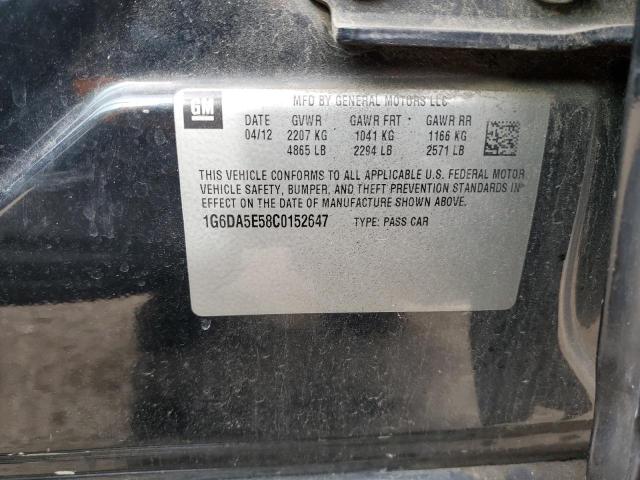 GM
MFD BY GENERAL MOTORS LLC
DATE GVWR GAWR FRT GAWR RR
04/12 2207 KG 1041 KG 1166 KG
4865 LB 2294 LB 2571 LB
THIS VEHICLE CONFORMS TO ALL APPLICABLE U.S. FEDERAL MOTOR
VEHICLE SAFETY, BUMPER, AND THEFT PREVENTION STANDARDS IN
EFFECT ON THE DATE OF MANUFACTURE SHOWN ABOVE.
1G6DA5E58C0152647 TYPE: PASS CAR